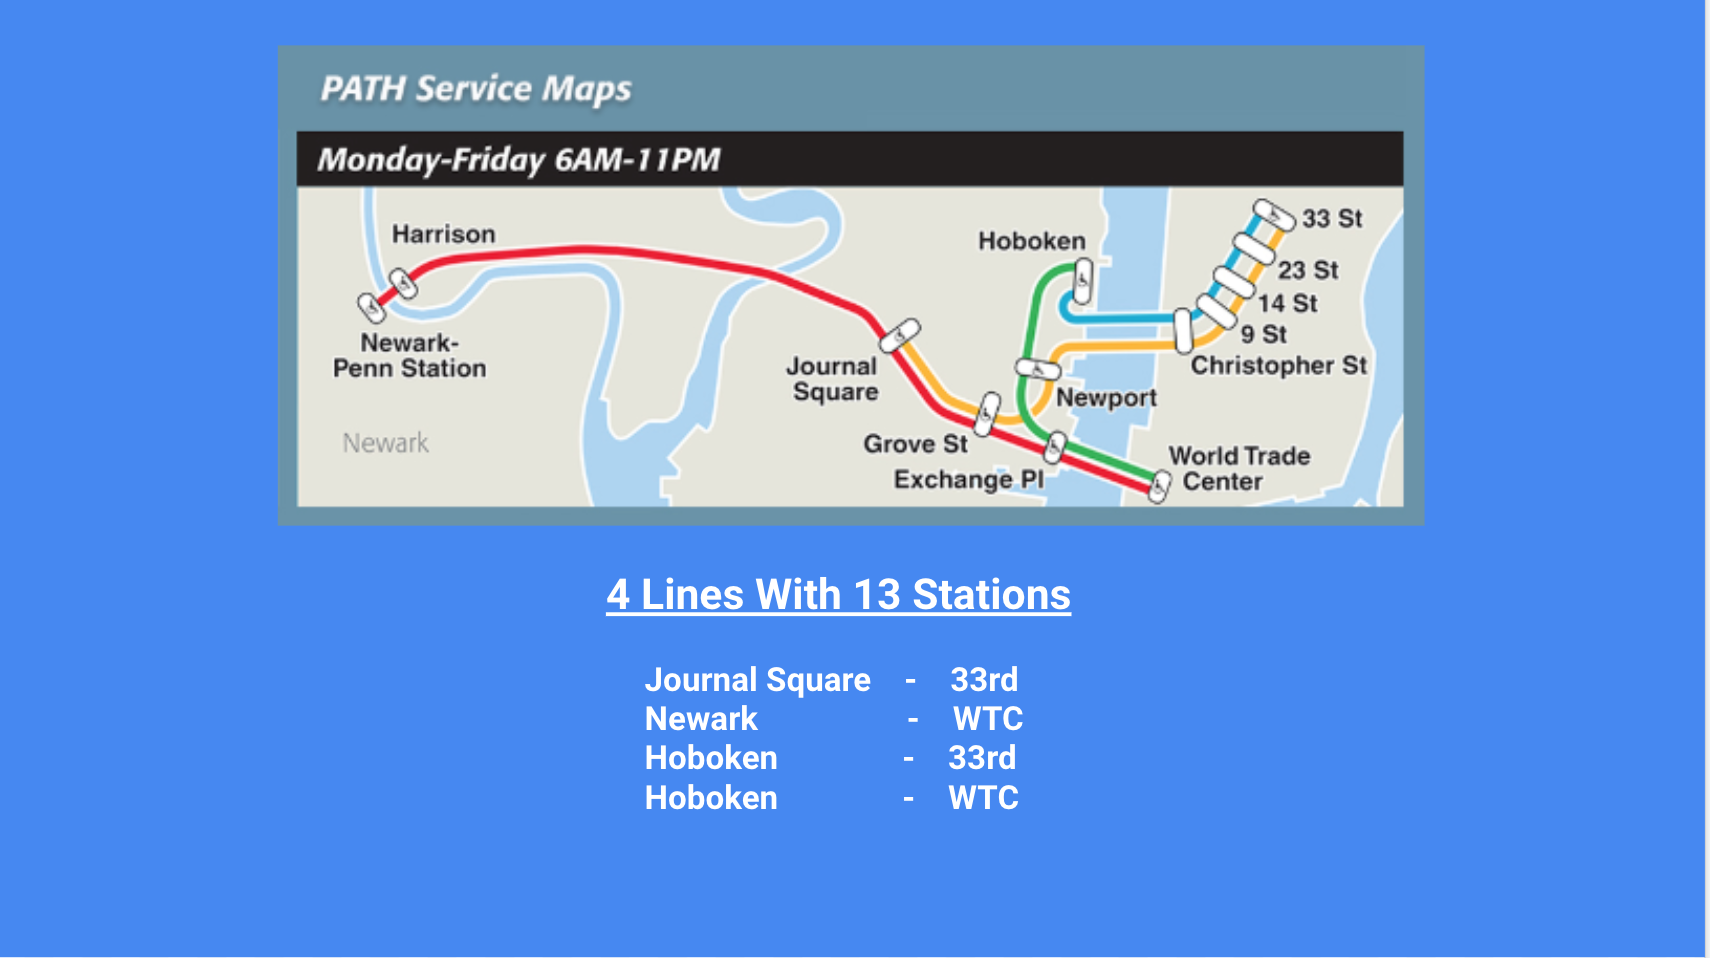 PATH Service Maps
Monday-Friday 6AM-11PM
Harrison
Newark-
Penn Station
Newark
Journal
Square
Grove St
Exchange Pl
Hoboken
Newport
World Trade
Center
33 St
23 St
14 St
9 St
Christopher St
4 Lines With 13 Stations
Journal Square - 33rd
Newark - WTC
Hoboken - 33rd
Hoboken - WTC